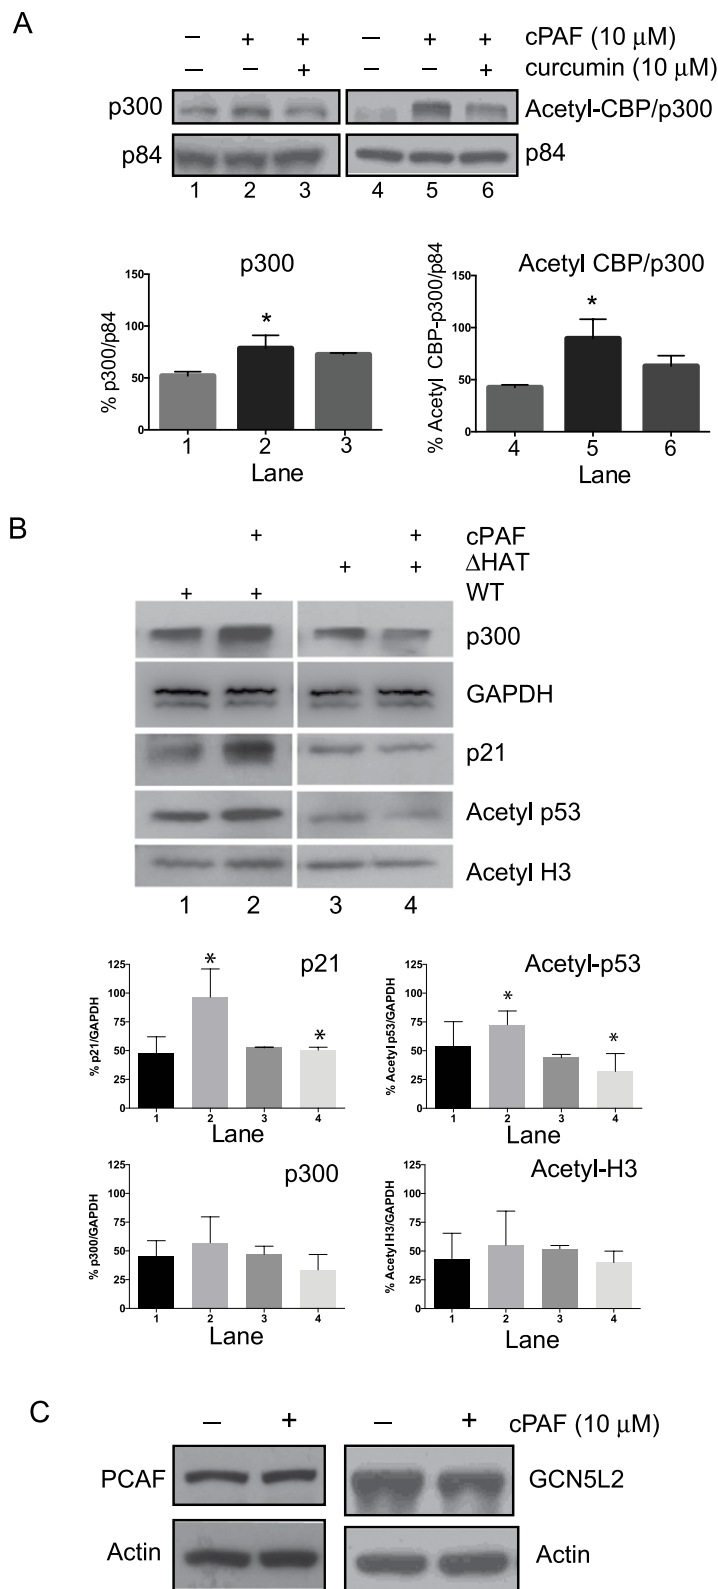 A
– + + cPAF (10 μM)
– – + curcumin (10 μM)
– + + 
– – +
p300 Acetyl-CBP/p300
p84 p84
1 2 3 4 5 6
p300
% p300/p84
150
100
50
0
*
1 2 3
Lane
Acetyl CBP/p300
% Acetyl CBP-p300/p84
150
100
50
0
*
4 5 6
Lane
B
+ + cPAF
+ + ΔHAT
+ + WT
p300
GAPDH
p21
Acetyl p53
Acetyl H3
1 2 3 4
p21
% p21/GAPDH
125
100
75
50
25
0
* *
1 2 3 4
Lane
Acetyl-p53
% Acetyl p53/GAPDH
125
100
75
50
25
0
* *
1 2 3 4
Lane
p300
% p300/GAPDH
125
100
75
50
25
0
1 2 3 4
Lane
Acetyl-H3
% Acetyl H3/GAPDH
125
100
75
50
25
0
1 2 3 4
Lane
C
– + – + cPAF (10 μM)
PCAF GCN5L2
Actin Actin